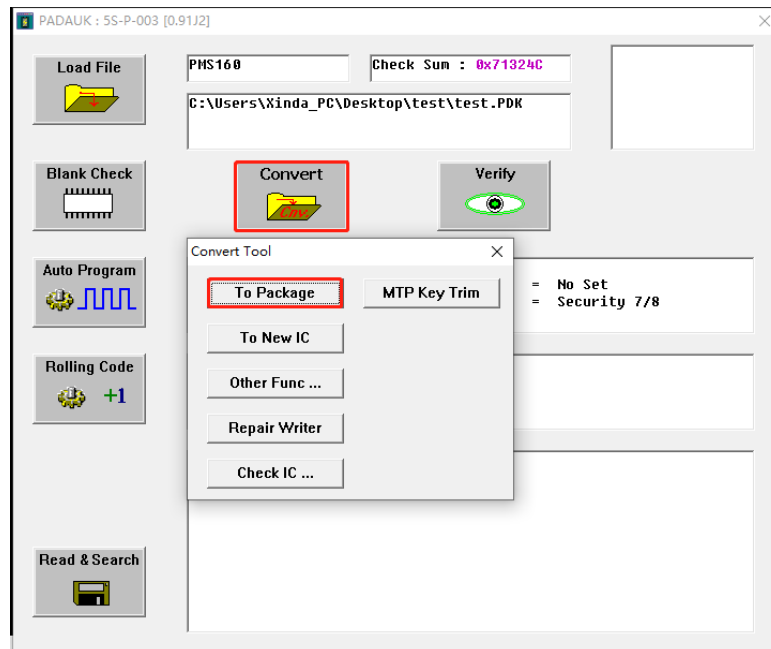 PADAUK : 5S-P-003 [0.91J2]
Load File
PMS160
Check Sum : 0x71324C
C:\Users\Xinda_PC\Desktop\test\test.PDK
Blank Check
Convert
Cnv.
Verify
Convert Tool
Auto Program
To Package
MTP Key Trim
= No Set
= Security 7/8
To New IC
Rolling Code
+1
Other Func ...
Repair Writer
Check IC ...
Read & Search